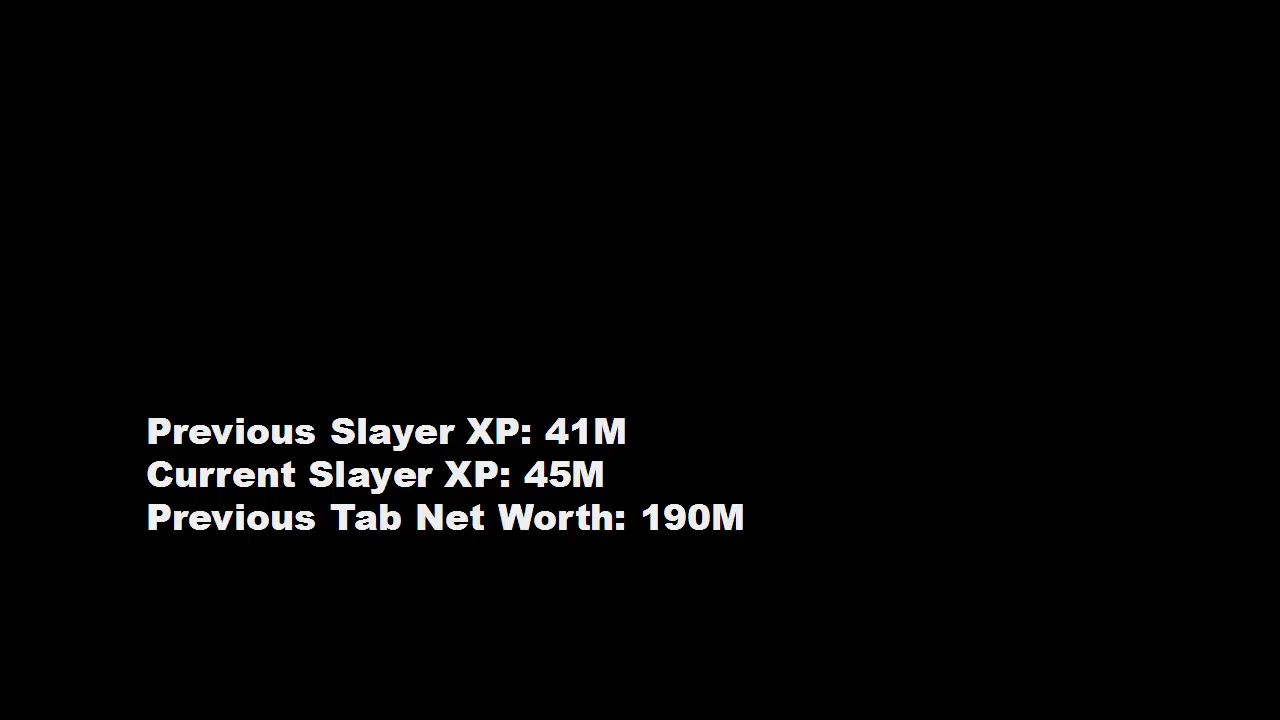 Previous Slayer XP: 41M
Current Slayer XP: 45M
Previous Tab Net Worth: 190M